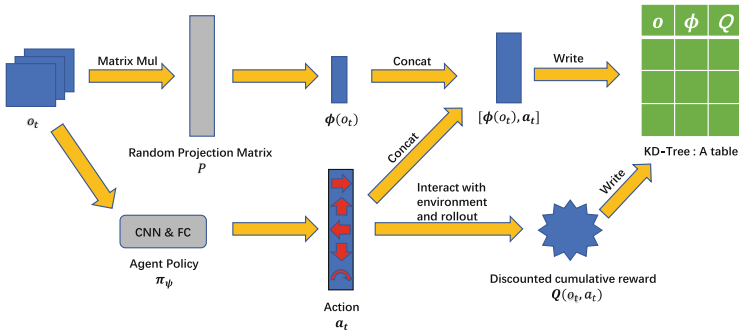 Matrix Mul
Concat
Write
o ϕ Q
o_t
ϕ(o_t)
[ϕ(o_t), a_t]
Random Projection Matrix
P
KD-Tree : A table
Concat
Interact with
environment
and rollout
Write
CNN & FC
Agent Policy
π_ψ
Action
a_t
Discounted cumulative reward
Q(o_t, a_t)